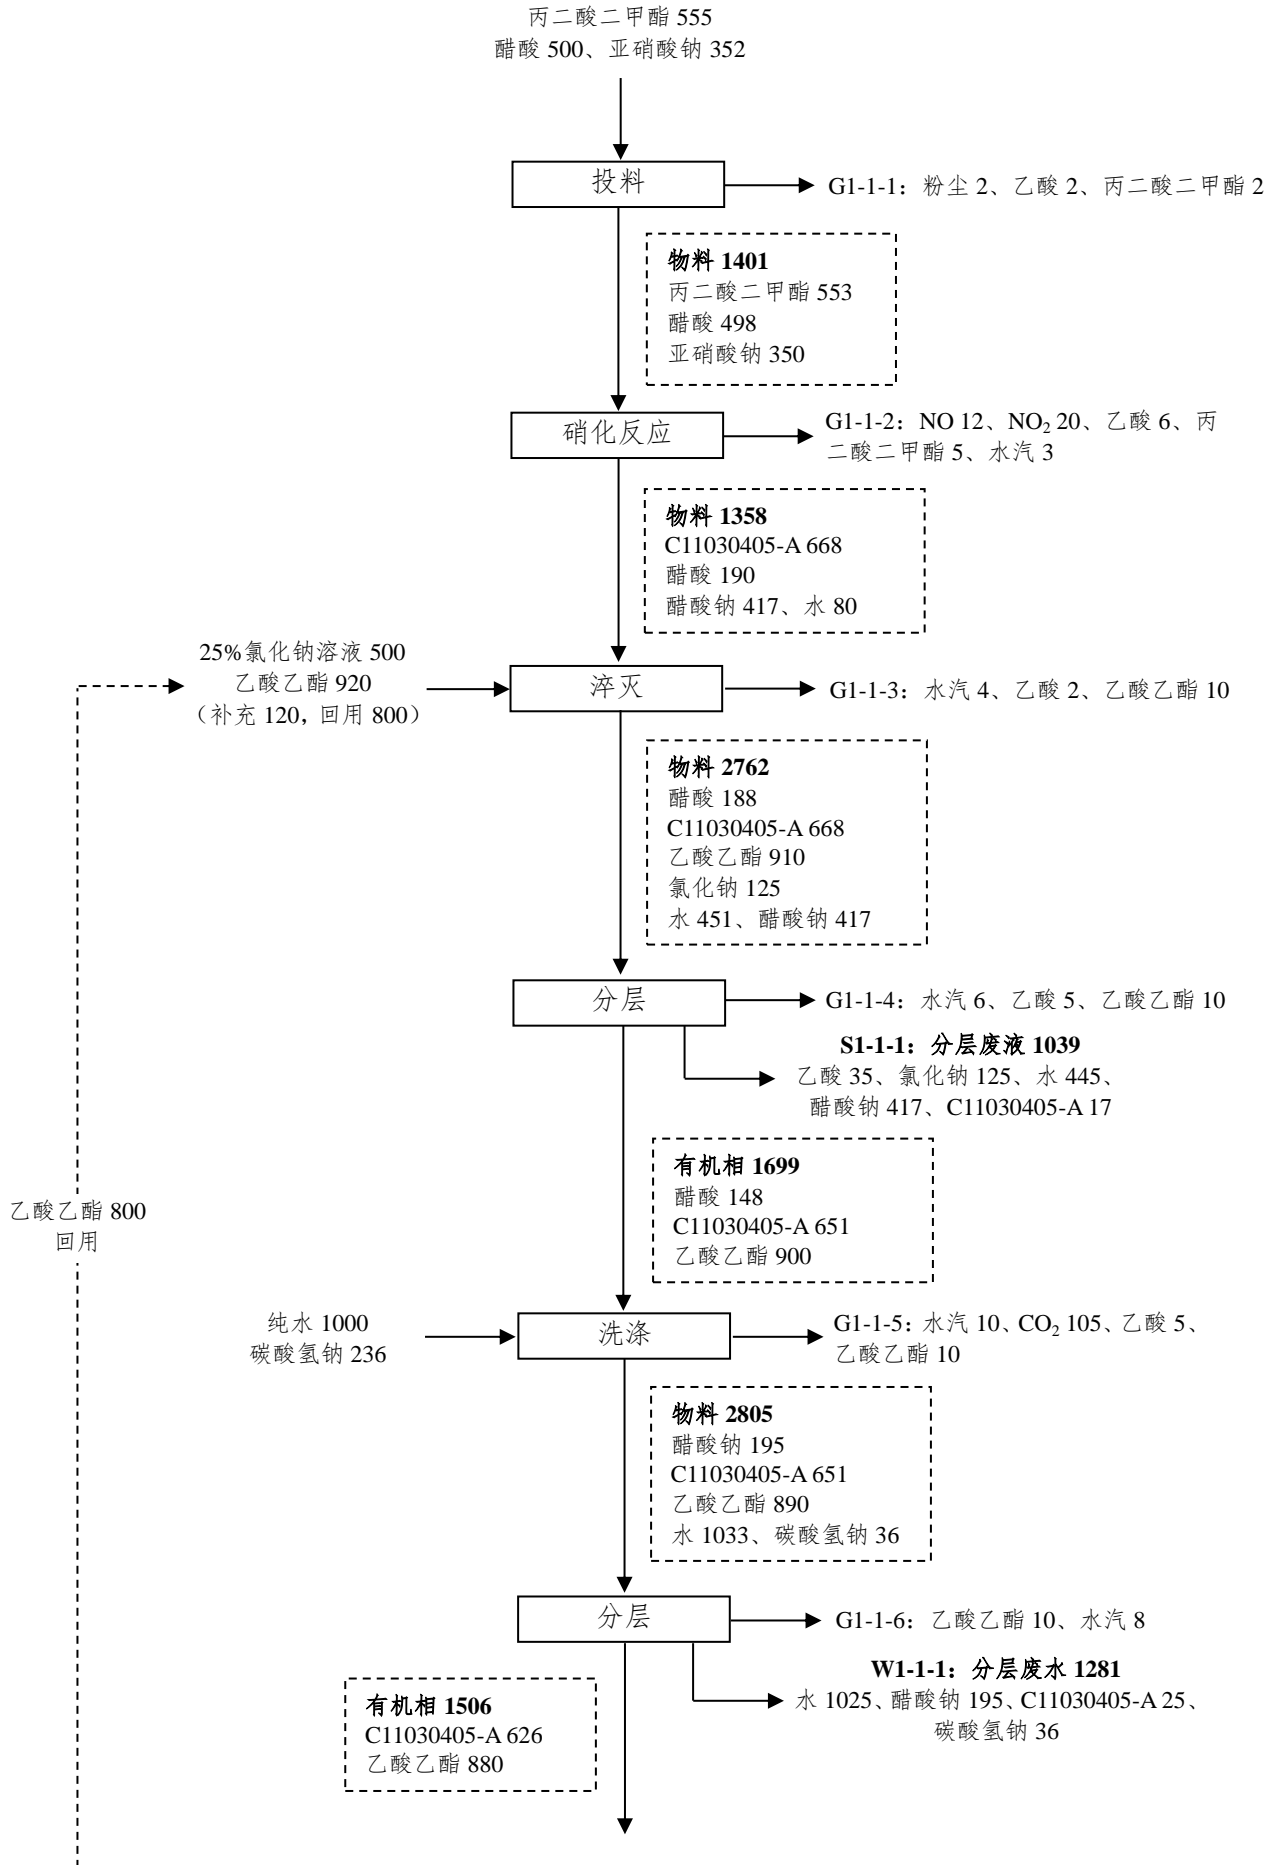 丙二酸二甲酯 555
醋酸 500、亚硝酸钠 352
投料
G1-1-1：粉尘 2、乙酸 2、丙二酸二甲酯 2
物料 1401
丙二酸二甲酯 553
醋酸 498
亚硝酸钠 350
硝化反应
G1-1-2：NO 12、NO₂ 20、乙酸 6、丙
二酸二甲酯 5、水汽 3
物料 1358
C11030405-A 668
醋酸 190
醋酸钠 417、水 80
25%氯化钠溶液 500
乙酸乙酯 920
（补充 120，回用 800）
淬灭
G1-1-3：水汽 4、乙酸 2、乙酸乙酯 10
物料 2762
醋酸 188
C11030405-A 668
乙酸乙酯 910
氯化钠 125
水 451、醋酸钠 417
分层
G1-1-4：水汽 6、乙酸 5、乙酸乙酯 10
S1-1-1：分层废液 1039
乙酸 35、氯化钠 125、水 445、
醋酸钠 417、C11030405-A 17
有机相 1699
醋酸 148
C11030405-A 651
乙酸乙酯 900
乙酸乙酯 800
回用
纯水 1000
碳酸氢钠 236
洗涤
G1-1-5：水汽 10、CO₂ 105、乙酸 5、
乙酸乙酯 10
物料 2805
醋酸钠 195
C11030405-A 651
乙酸乙酯 890
水 1033、碳酸氢钠 36
分层
G1-1-6：乙酸乙酯 10、水汽 8
W1-1-1：分层废水 1281
水 1025、醋酸钠 195、C11030405-A 25、
碳酸氢钠 36
有机相 1506
C11030405-A 626
乙酸乙酯 880